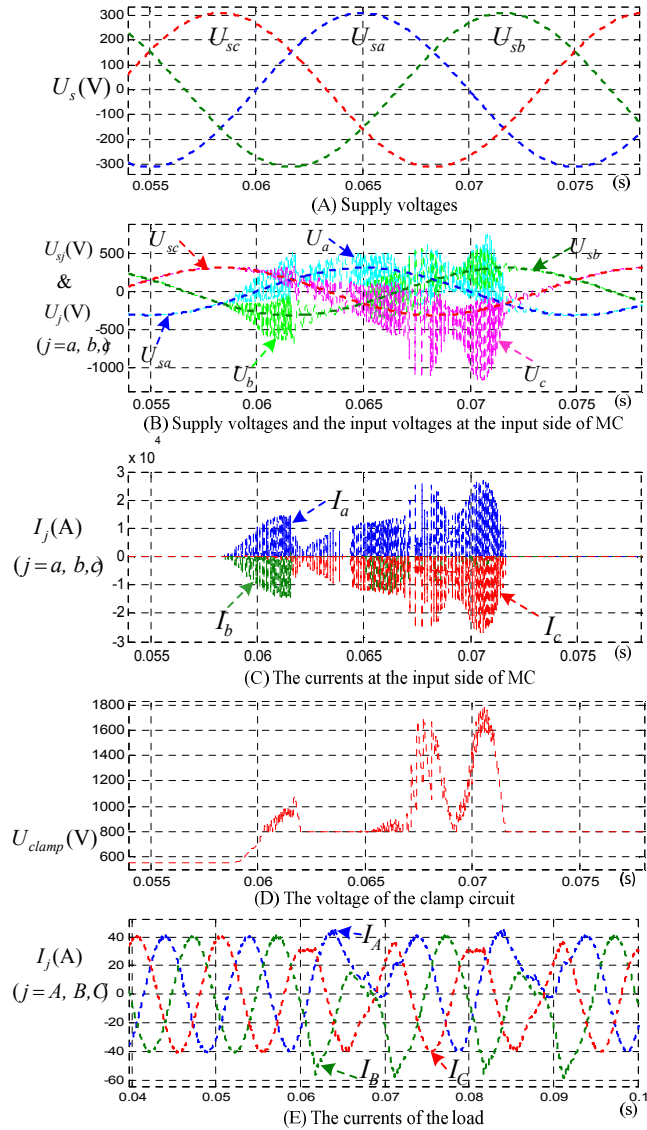 300
200
100
0
-100
-200
-300
U_s(V)
U_sc
U_sa
U_sb
0.055 0.06 0.065 0.07 0.075 (s)
(A) Supply voltages
U_sj(V)
&
U_j(V)
(j=a, b,c)
500
0
-500
-1000
U_sc
U_a
U_sb
U_sa
U_b
U_c
0.055 0.06 0.065 0.07 0.075 (s)
(B) Supply voltages and the input voltages at the input side of MC
x 10^4
3
2
1
0
-1
-2
-3
I_j(A)
(j=a, b,c)
I_a
I_b
I_c
0.055 0.06 0.065 0.07 0.075 (s)
(C) The currents at the input side of MC
1800
1600
1400
1200
1000
800
600
U_clamp(V)
0.055 0.06 0.065 0.07 0.075 (s)
(D) The voltage of the clamp circuit
I_j(A)
(j=A, B,C)
40
20
0
-20
-40
-60
I_A
I_B
I_C
0.04 0.05 0.06 0.07 0.08 0.09 0.1
(s)
(E) The currents of the load